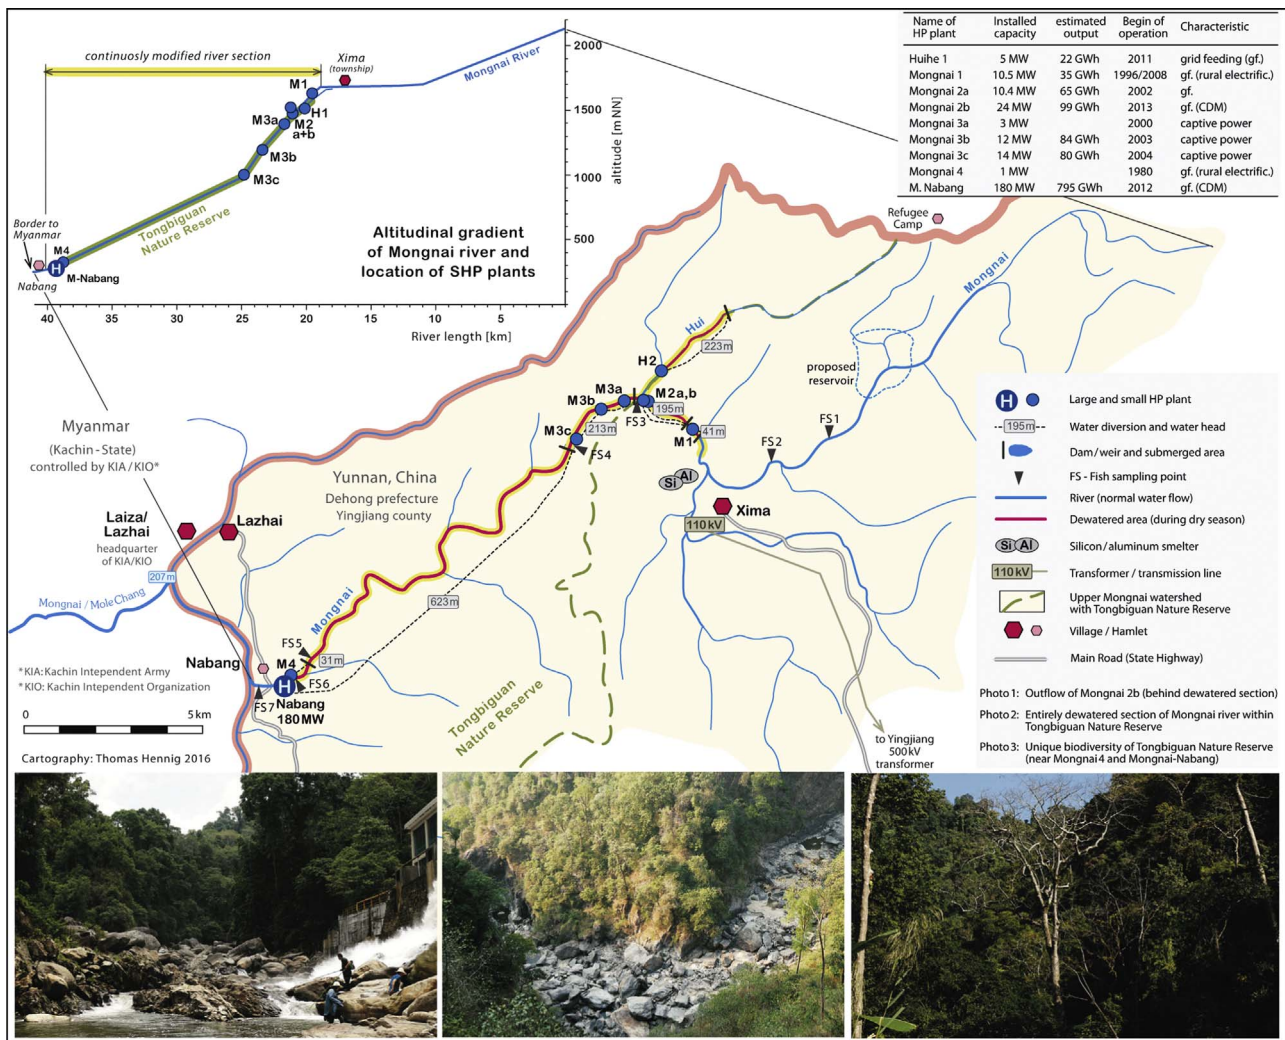 continuosly modified river section
Xima
(township)
Mongnai River
M1
H1
M3a
M2
a+b
M3b
M3c
Tongbiguan
Nature Reserve
Border to
Myanmar
M4
M-Nabang
Nabang
Altitudinal gradient
of Mongnai river and
location of SHP plants
2000
1500
1000
500
altitude [m NN]
40 35 30 25 20 15 10 5 0
River length [km]
Name of HP plant Installed capacity estimated output Begin of operation Characteristic
Huihe 1 5 MW 22 GWh 2011 grid feeding (gf.)
Mongnai 1 10.5 MW 35 GWh 1996/2008 gf. (rural electrific.)
Mongnai 2a 10.4 MW 65 GWh 2002 gf.
Mongnai 2b 24 MW 99 GWh 2013 gf. (CDM)
Mongnai 3a 3 MW 2000 captive power
Mongnai 3b 12 MW 84 GWh 2003 captive power
Mongnai 3c 14 MW 80 GWh 2004 captive power
Mongnai 4 1 MW 1980 gf. (rural electrific.)
M. Nabang 180 MW 795 GWh 2012 gf. (CDM)
Refugee
Camp
Mongnai
Hui
223m
H2
proposed
reservoir
M3a
M2a,b
M3b
FS3
195m
FS1
M3c
213m
M1
41m
FS2
FS4
Si Al
Xima
110 kV
Myanmar
(Kachin-State)
controlled by KIA/KIO*
Yunnan, China
Dehong prefecture
Yingjiang county
Laiza/
Lazhai
headquarter
of KIA/KIO
Lazhai
207m
Mongnai / Mole Chang
Mongnai
623m
FS5
31m
Nabang
M4
H
FS6
FS7
Nabang
180 MW
Tongbiguan
Nature Reserve
to Yingjiang
500 kV
transformer
*KIA: Kachin Intependent Army
*KIO: Kachin Intependent Organization
0 5 km
Cartography: Thomas Hennig 2016
H Large and small HP plant
195m Water diversion and water head
Dam/weir and submerged area
FS - Fish sampling point
River (normal water flow)
Dewatered area (during dry season)
Si Al Silicon/aluminum smelter
110 kV Transformer / transmission line
Upper Mongnai watershed
with Tongbiguan Nature Reserve
Village / Hamlet
Main Road (State Highway)
Photo 1: Outflow of Mongnai 2b (behind dewatered section)
Photo 2: Entirely dewatered section of Mongnai river within
Tongbiguan Nature Reserve
Photo 3: Unique biodiversity of Tongbiguan Nature Reserve
(near Mongnai 4 and Mongnai-Nabang)